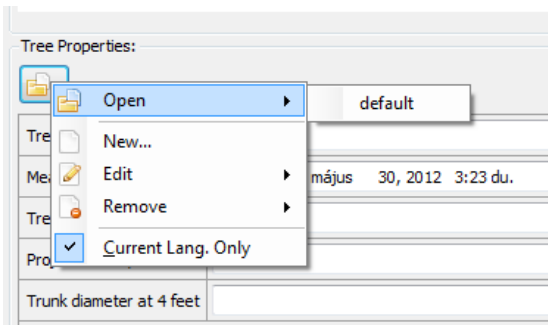 Tree Properties:
Open
default
New...
Edit
május 30, 2012 3:23 du.
Remove
Current Lang. Only
Trunk diameter at 4 feet